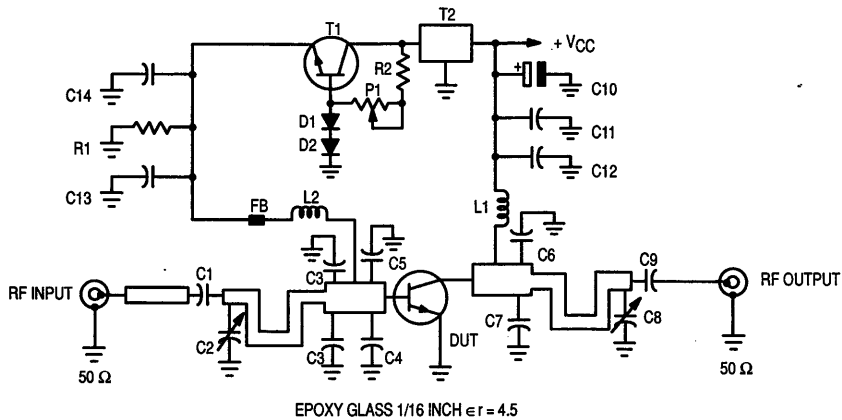 T1
T2
+ VCC
C14
R2
+
C10
P1
D1
C11
R1
D2
C12
C13
FB
L2
L1
C6
C5
C3
C9
RF INPUT
C1
RF OUTPUT
C2
C3
C4
DUT
C7
C8
50 Ω
50 Ω
EPOXY GLASS 1/16 INCH ∈ r = 4.5